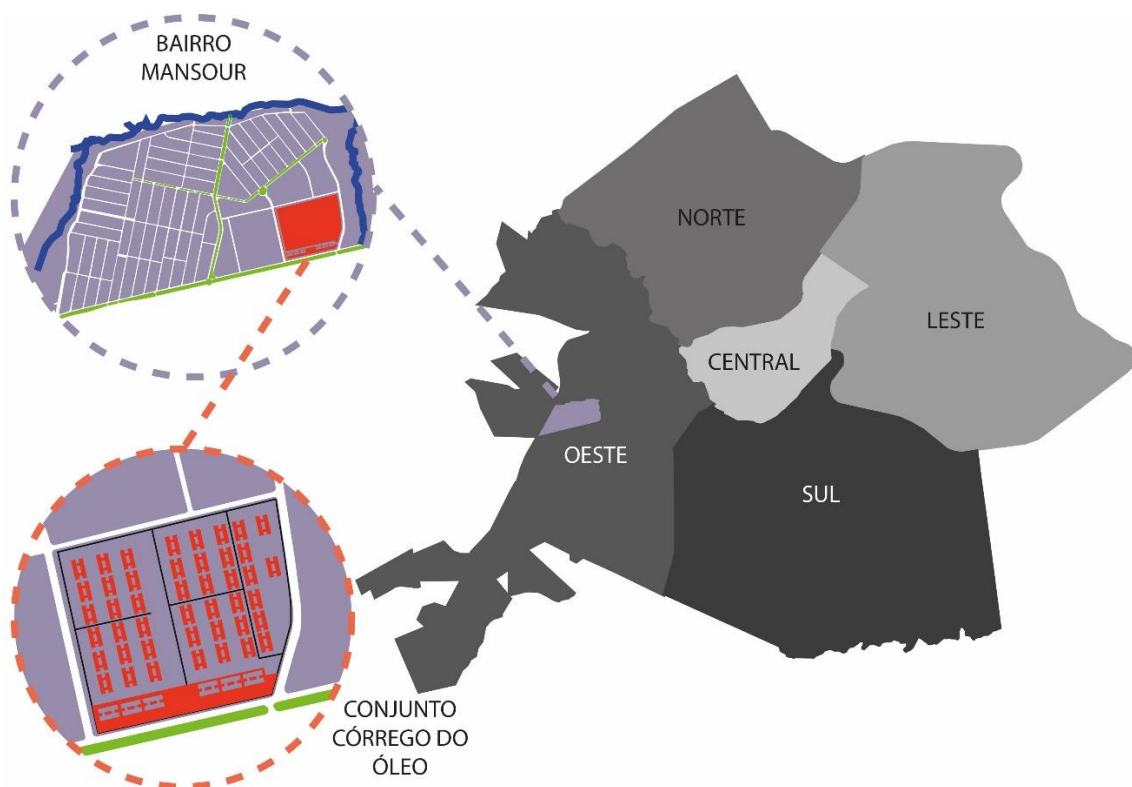 BAIRRO
MANSOUR
NORTE
LESTE
CENTRAL
OESTE
SUL
CONJUNTO
CÓRREGO DO
ÓLEO